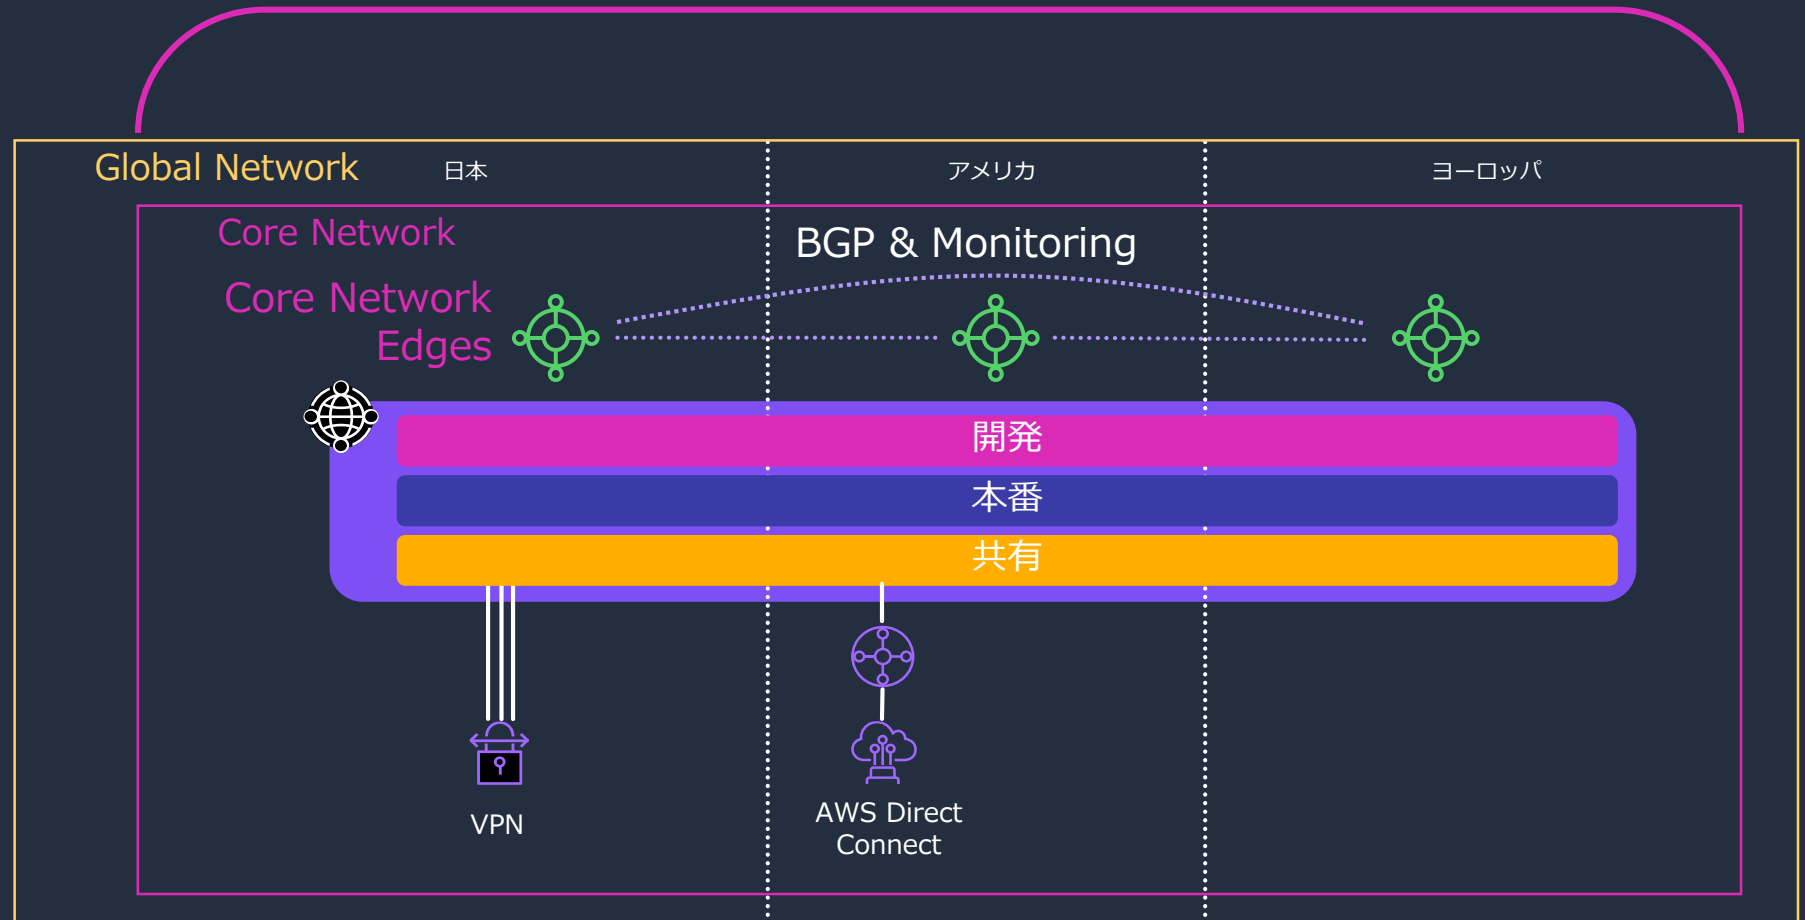 Global Network
日本
アメリカ
ヨーロッパ
Core Network
BGP & Monitoring
Core Network
Edges
開発
本番
共有
VPN
AWS Direct
Connect